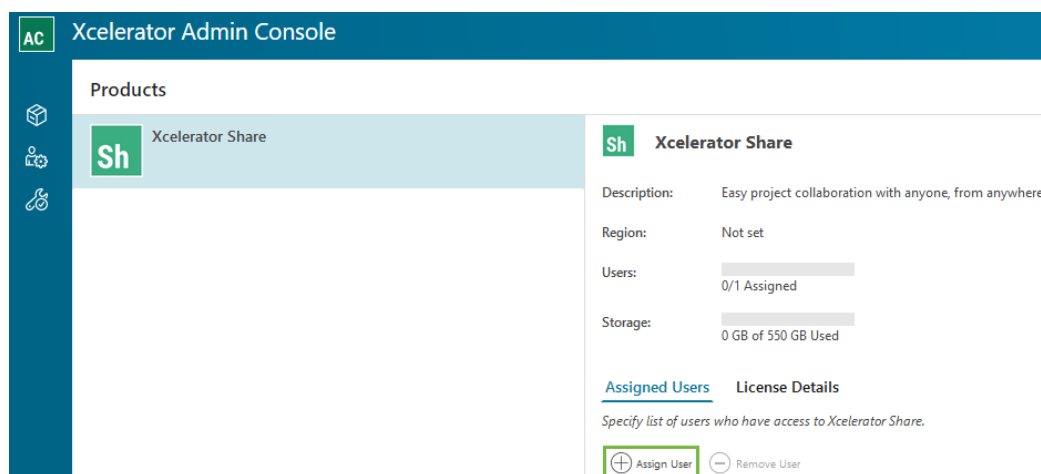 AC Xcelerator Admin Console
Products
Sh Xcelerator Share
Sh Xcelerator Share
Description: Easy project collaboration with anyone, from anywhere
Region: Not set
Users:
0/1 Assigned
Storage:
0 GB of 550 GB Used
Assigned Users License Details
Specify list of users who have access to Xcelerator Share.
Assign User Remove User